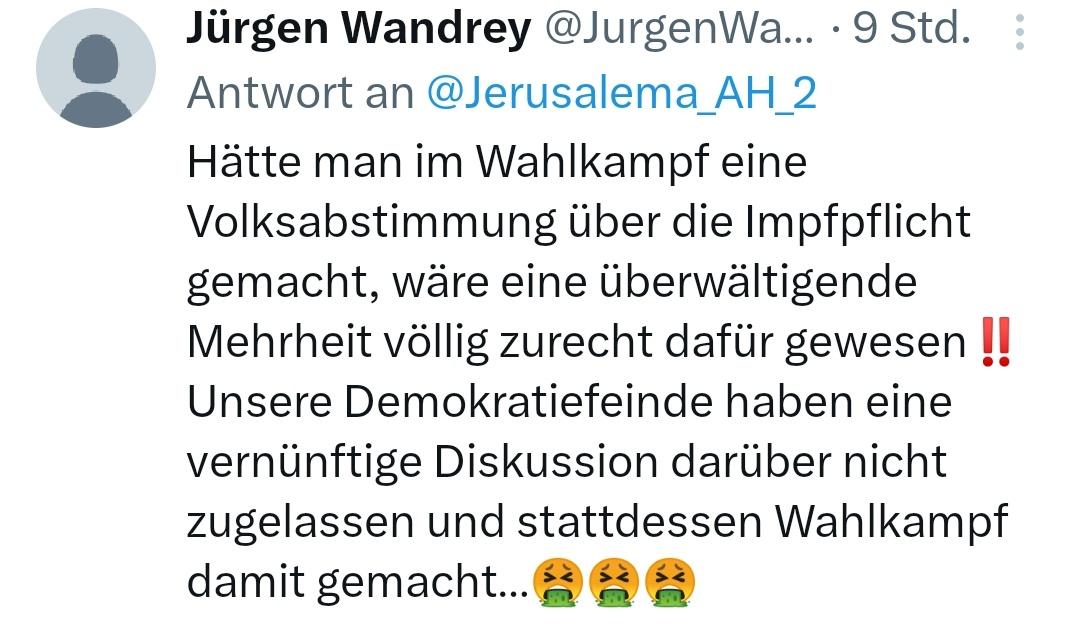 Jürgen Wandrey @JurgenWa... · 9 Std.
Antwort an @Jerusalema_AH_2
Hätte man im Wahlkampf eine
Volksabstimmung über die Impfpflicht
gemacht, wäre eine überwältigende
Mehrheit völlig zurecht dafür gewesen‼️
Unsere Demokratiefeinde haben eine
vernünftige Diskussion darüber nicht
zugelassen und stattdessen Wahlkampf
damit gemacht...🤮🤮🤮